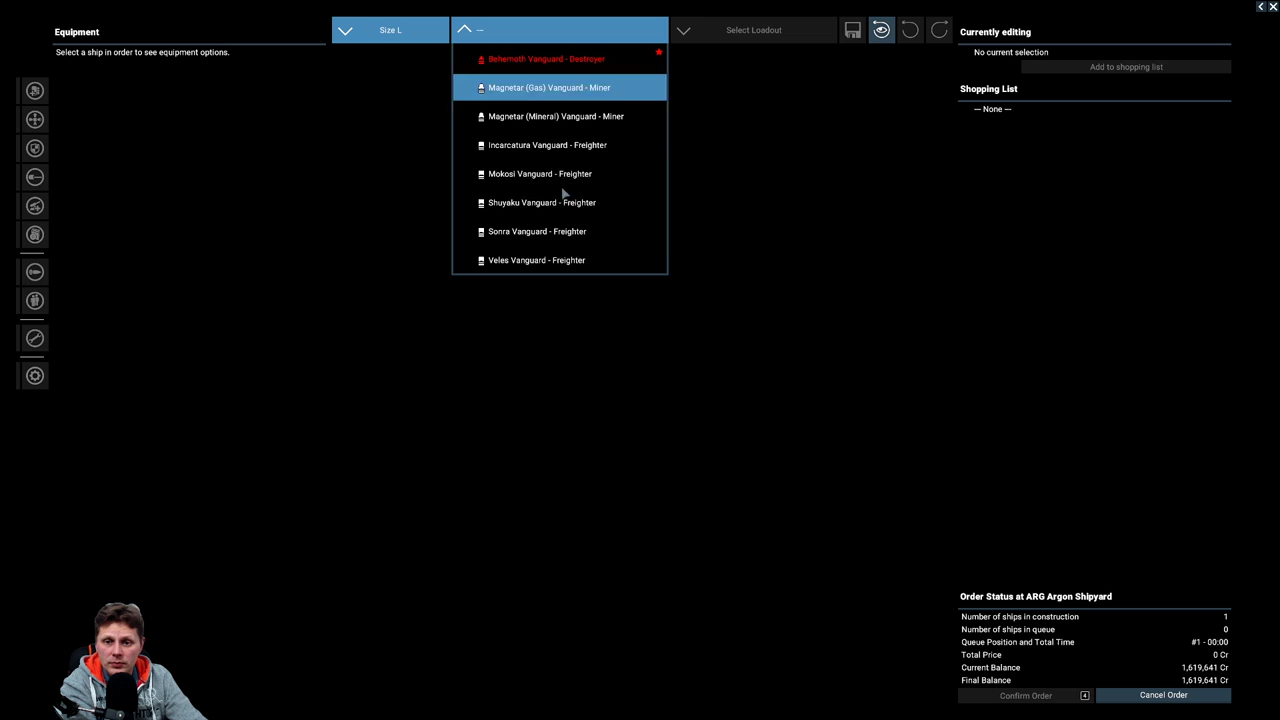 Equipment
Select a ship in order to see equipment options.
Size L
--
Select Loadout
Behemoth Vanguard - Destroyer
Magnetar (Gas) Vanguard - Miner
Magnetar (Mineral) Vanguard - Miner
Incarcatura Vanguard - Freighter
Mokosi Vanguard - Freighter
Shuyaku Vanguard - Freighter
Sonra Vanguard - Freighter
Veles Vanguard - Freighter
Currently editing
No current selection
Add to shopping list
Shopping List
— None —
Order Status at ARG Argon Shipyard
Number of ships in construction 1
Number of ships in queue 0
Queue Position and Total Time #1 - 00:00
Total Price 0 Cr
Current Balance 1,619,641 Cr
Final Balance 1,619,641 Cr
Confirm Order 4
Cancel Order